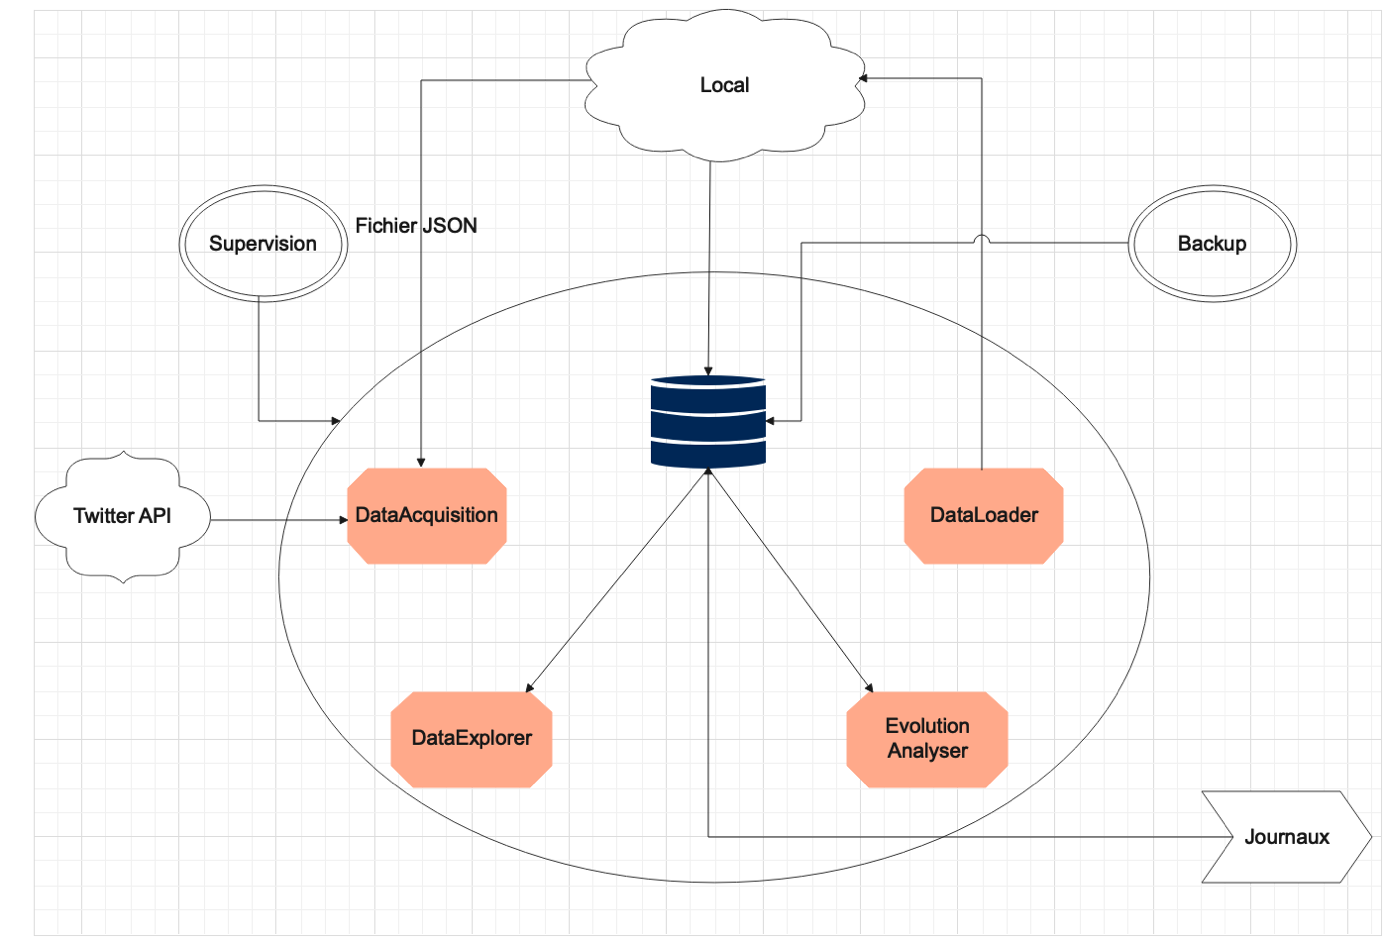 Local
Fichier JSON
Supervision
Backup
Twitter API
DataAcquisition
DataLoader
DataExplorer
Evolution
Analyser
Journaux